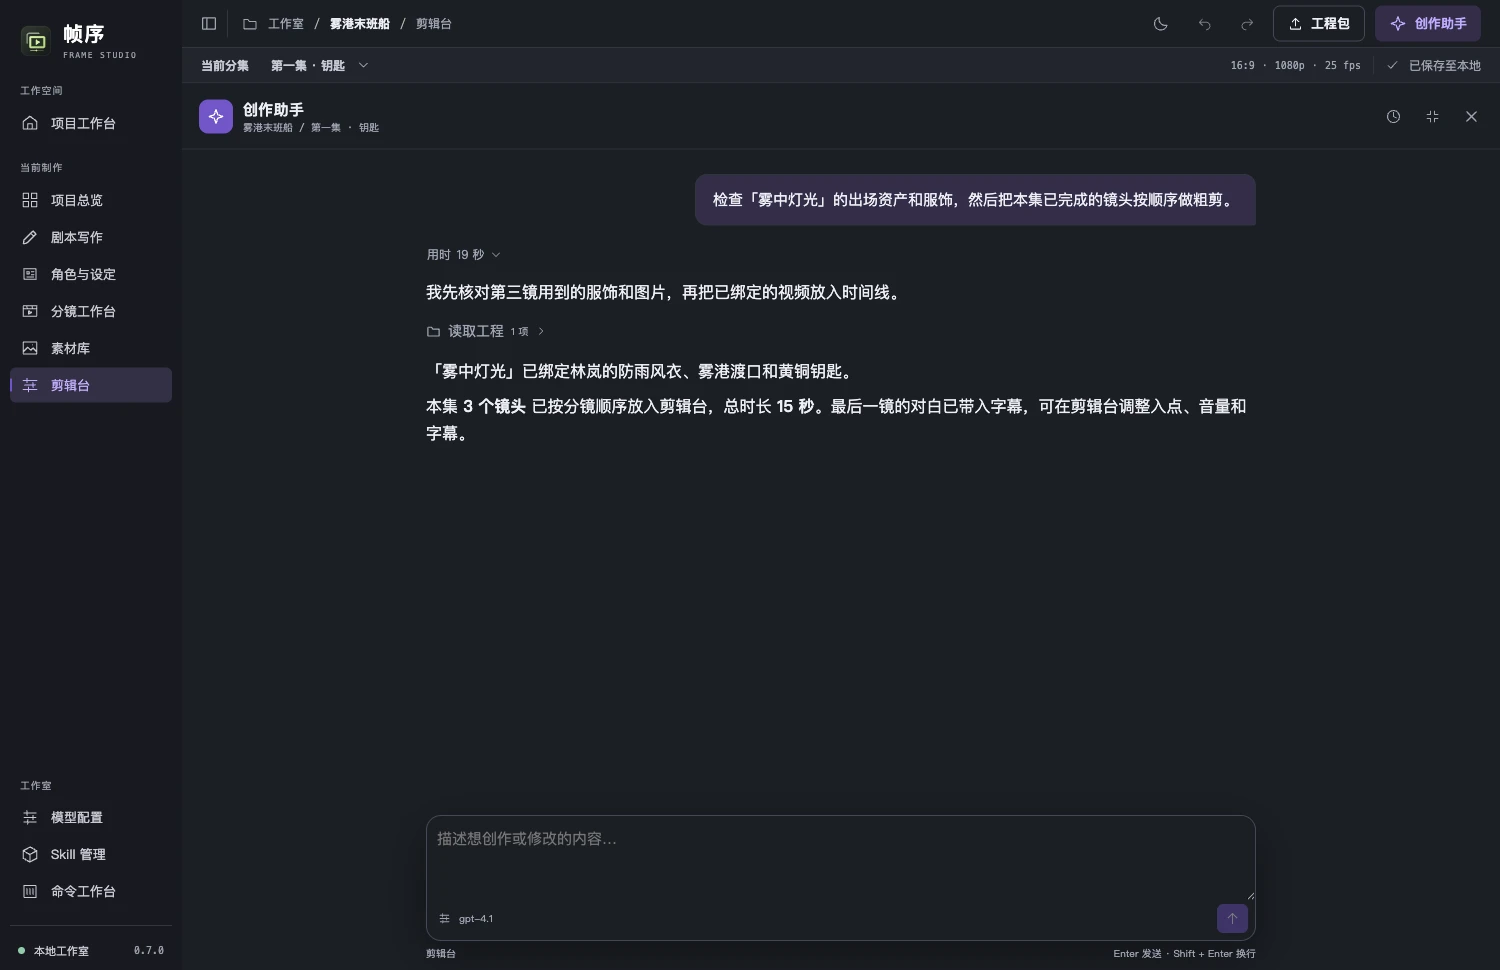 帧序
FRAME STUDIO
工作空间
项目工作台
当前制作
项目总览
剧本写作
角色与设定
分镜工作台
素材库
剪辑台
工作室
模型配置
Skill 管理
命令工作台
本地工作室 0.7.0
工作室 / 雾港末班船 / 剪辑台
工程包
创作助手
当前分集 第一集 · 钥匙
16:9 · 1080p · 25 fps
已保存至本地
创作助手
雾港末班船 / 第一集 · 钥匙
检查「雾中灯光」的出场资产和服饰，然后把本集已完成的镜头按顺序做粗剪。
用时 19 秒
我先核对第三镜用到的服饰和图片，再把已绑定的视频放入时间线。
读取工程 1 项
「雾中灯光」已绑定林岚的防雨风衣、雾港渡口和黄铜钥匙。
本集 3 个镜头 已按分镜顺序放入剪辑台，总时长 15 秒。最后一镜的对白已带入字幕，可在剪辑台调整入点、音量和
字幕。
描述想创作或修改的内容…
gpt-4.1
剪辑台
Enter 发送 · Shift + Enter 换行